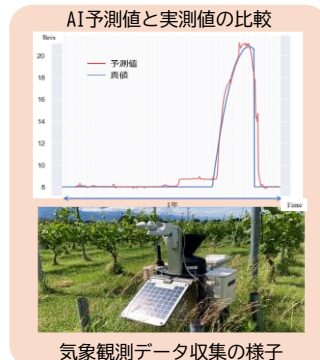 AI予測値と実測値の比較
Brix
20
予測値
真値
18
16
14
12
10
8
1年
Time
気象観測データ収集の様子